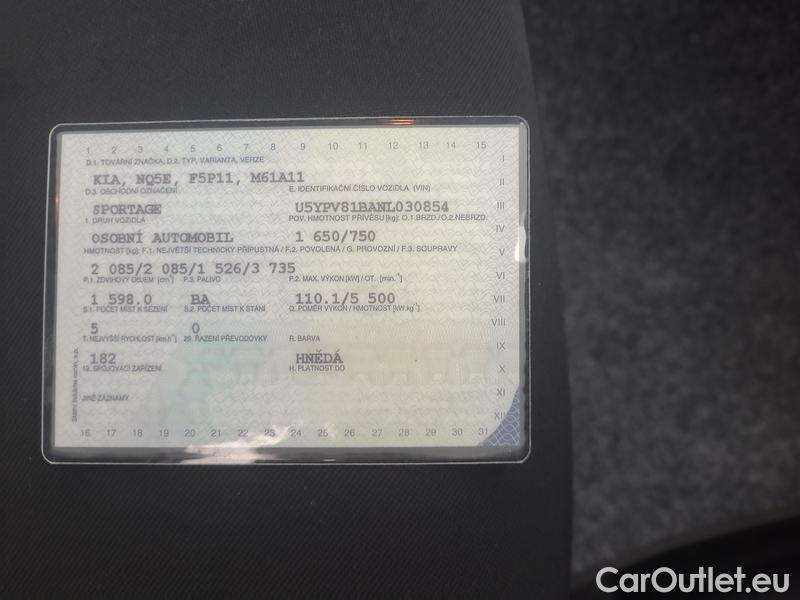 1 2 3 4 5 6 7 8 9 10 11 12 13 14 15
D.1. TOVÁRNÍ ZNAČKA, D.2. TYP, VARIANTA, VERZE I
KIA, NQ5E, F5P11, M61A11 II
D.3. OBCHODNÍ OZNAČENÍ E. IDENTIFIKAČNÍ ČÍSLO VOZIDLA (VIN)
SPORTAGE U5YPV81BANL030854 III
1. DRUH VOZIDLA POV. HMOTNOST PŘÍVĚSU [kg]: O.1.BRZD./O.2.NEBRZD.
OSOBNÍ AUTOMOBIL 1 650/750 IV
HMOTNOST [kg]: F.1. NEJVĚTŠÍ TECHNICKY PŘÍPUSTNÁ / F.2. POVOLENÁ / G. PROVOZNÍ / F.3. SOUPRAVY V
2 085/2 085/1 526/3 735 VI
P.1. ZDVIHOVÝ OBJEM [cm³] P.3. PALIVO P.2. MAX. VÝKON [kW] / OT. [min.⁻¹]
1 598.0 BA 110.1/5 500 VII
S.1. POČET MÍST K SEZENÍ S.2. POČET MÍST K STÁNÍ Q. POMĚR VÝKON / HMOTNOST [kW.kg⁻¹]
5 0 VIII
T. NEJVYŠŠÍ RYCHLOST [km.h⁻¹] 29. ŘAZENÍ PŘEVODOVKY R. BARVA
182 HNĚDÁ IX
19. SPOJOVACÍ ZAŘÍZENÍ H. PLATNOST DO X
JINÉ ZÁZNAMY XI
XII
16 17 18 19 20 21 22 23 24 25 26 27 28 29 30 31
Státní tiskárna cenin, s.p.
CarOutlet.eu